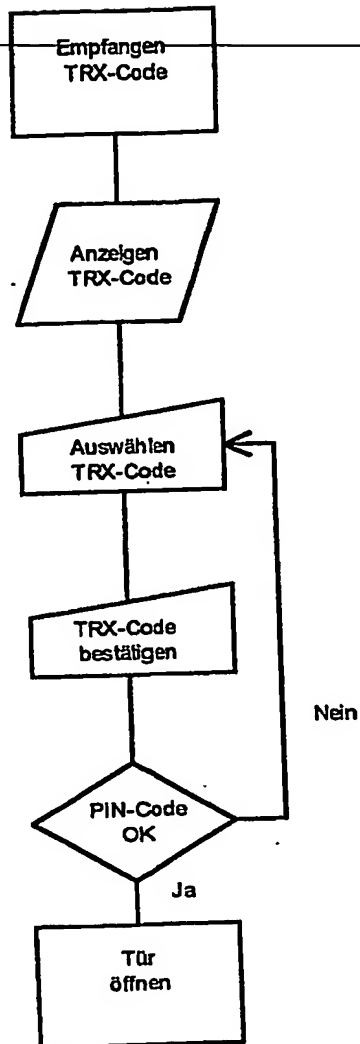 Empfangen
TRX-Code
Anzeigen
TRX-Code
Auswählen
TRX-Code
TRX-Code
bestätigen
Nein
PIN-Code
OK
Ja
Tür
öffnen